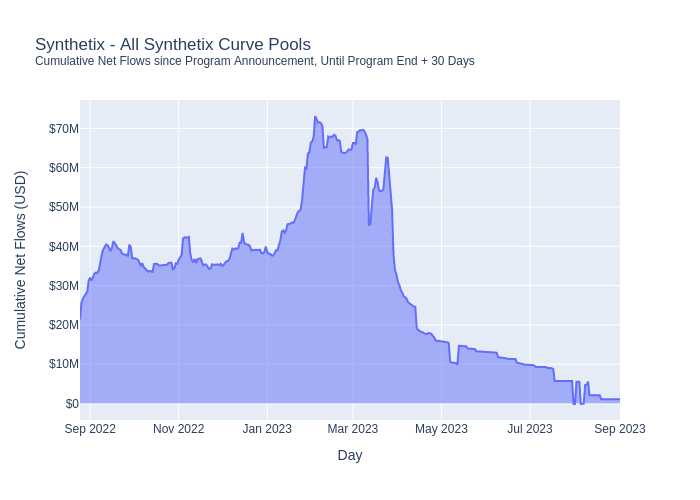 Synthetix - All Synthetix Curve Pools
Cumulative Net Flows since Program Announcement, Until Program End + 30 Days
Cumulative Net Flows (USD)
$70M
$60M
$50M
$40M
$30M
$20M
$10M
$0
Sep 2022 Nov 2022 Jan 2023 Mar 2023 May 2023 Jul 2023 Sep 2023
Day